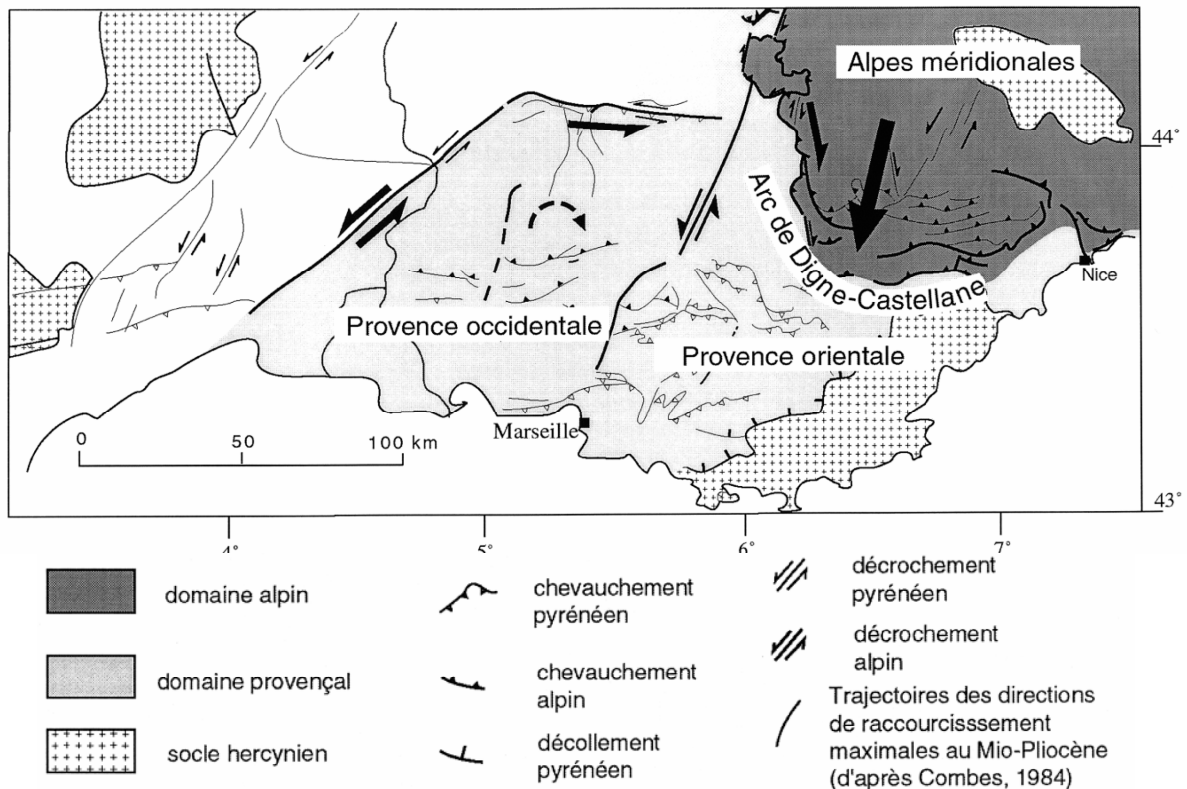 Alpes méridionales
44˚
Arc de Digne-Castellane
Nice
Provence occidentale
Provence orientale
0 50 100 km
Marseille
43˚
4˚ 5˚ 6˚ 7˚
domaine alpin
domaine provençal
socle hercynien
chevauchement
pyrénéen
chevauchement
alpin
décollement
pyrénéen
décrochement
pyrénéen
décrochement
alpin
Trajectoires des directions
de raccourcisssement
maximales au Mio-Pliocène
(d'après Combes, 1984)